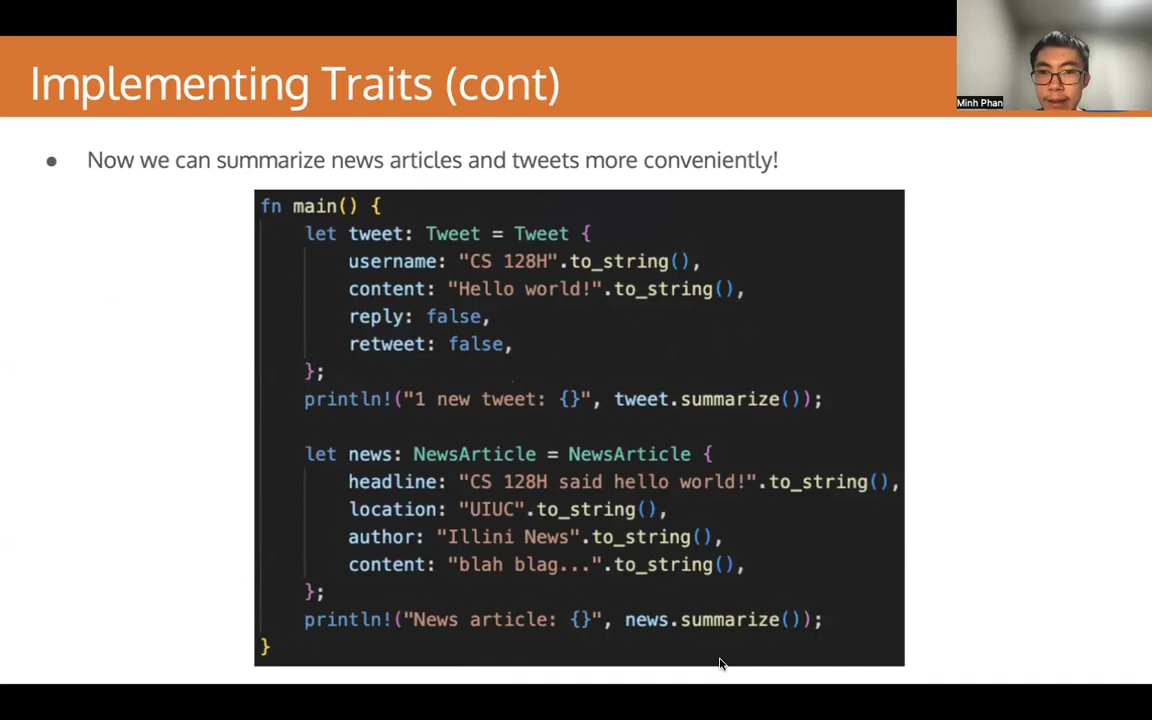 Implementing Traits (cont)
Minh Phan
● Now we can summarize news articles and tweets more conveniently!
fn main() {
    let tweet: Tweet = Tweet {
        username: "CS 128H".to_string(),
        content: "Hello world!".to_string(),
        reply: false,
        retweet: false,
    };
    println!("1 new tweet: {}", tweet.summarize());

    let news: NewsArticle = NewsArticle {
        headline: "CS 128H said hello world!".to_string(),
        location: "UIUC".to_string(),
        author: "Illini News".to_string(),
        content: "blah blag...".to_string(),
    };
    println!("News article: {}", news.summarize());
}